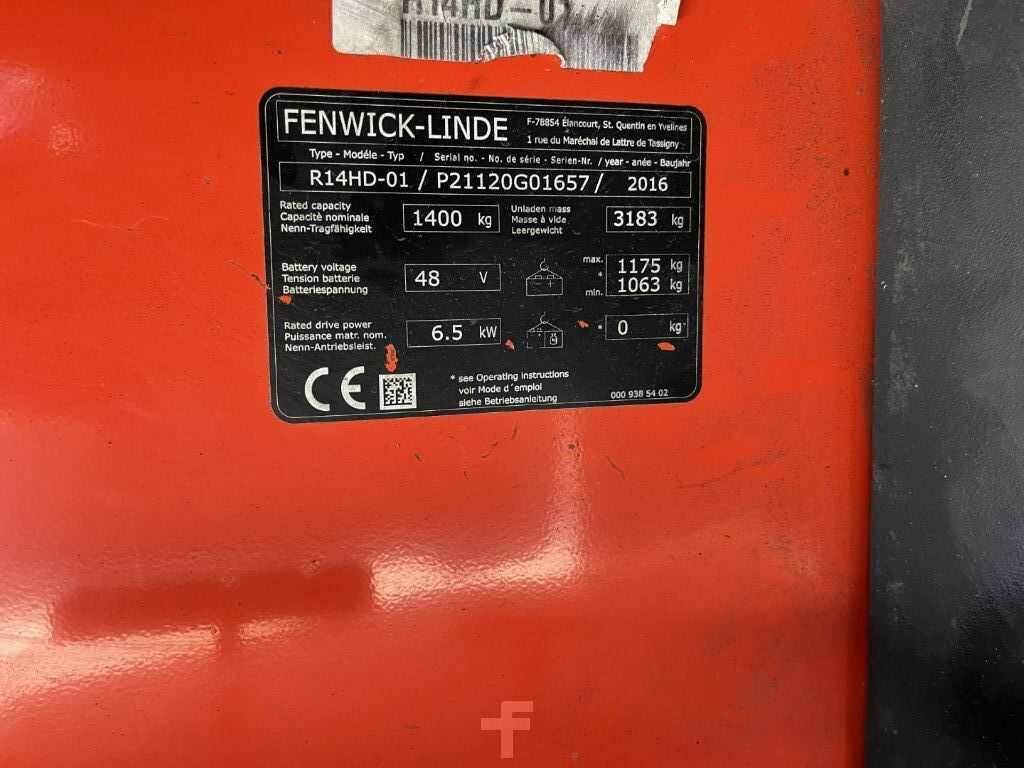 R14HD-01
FENWICK-LINDE
F-78854 Élancourt, St. Quentin en Yvelines
1 rue du Maréchal de Lattre de Tassigny
Type - Modéle - Typ / Serial no. - No. de série - Serien-Nr. / year - anée - Baujahr
R14HD-01 / P21120G01657 / 2016
Rated capacity
Capacitè nominale
Nenn-Tragfähigkeit
1400 kg
Unladen mass
Masse à vide
Leergewicht
3183 kg
Battery voltage
Tension batterie
Batteriespannung
48 V
max. 1175 kg
*
min. 1063 kg
Rated drive power
Puissance matr. nom.
Nenn-Antriebsleist.
6.5 kW
* 0 kg
CE
* see Operating instructions
voir Mode d´emploi
siehe Betriebsanleitung
000 938 54 02